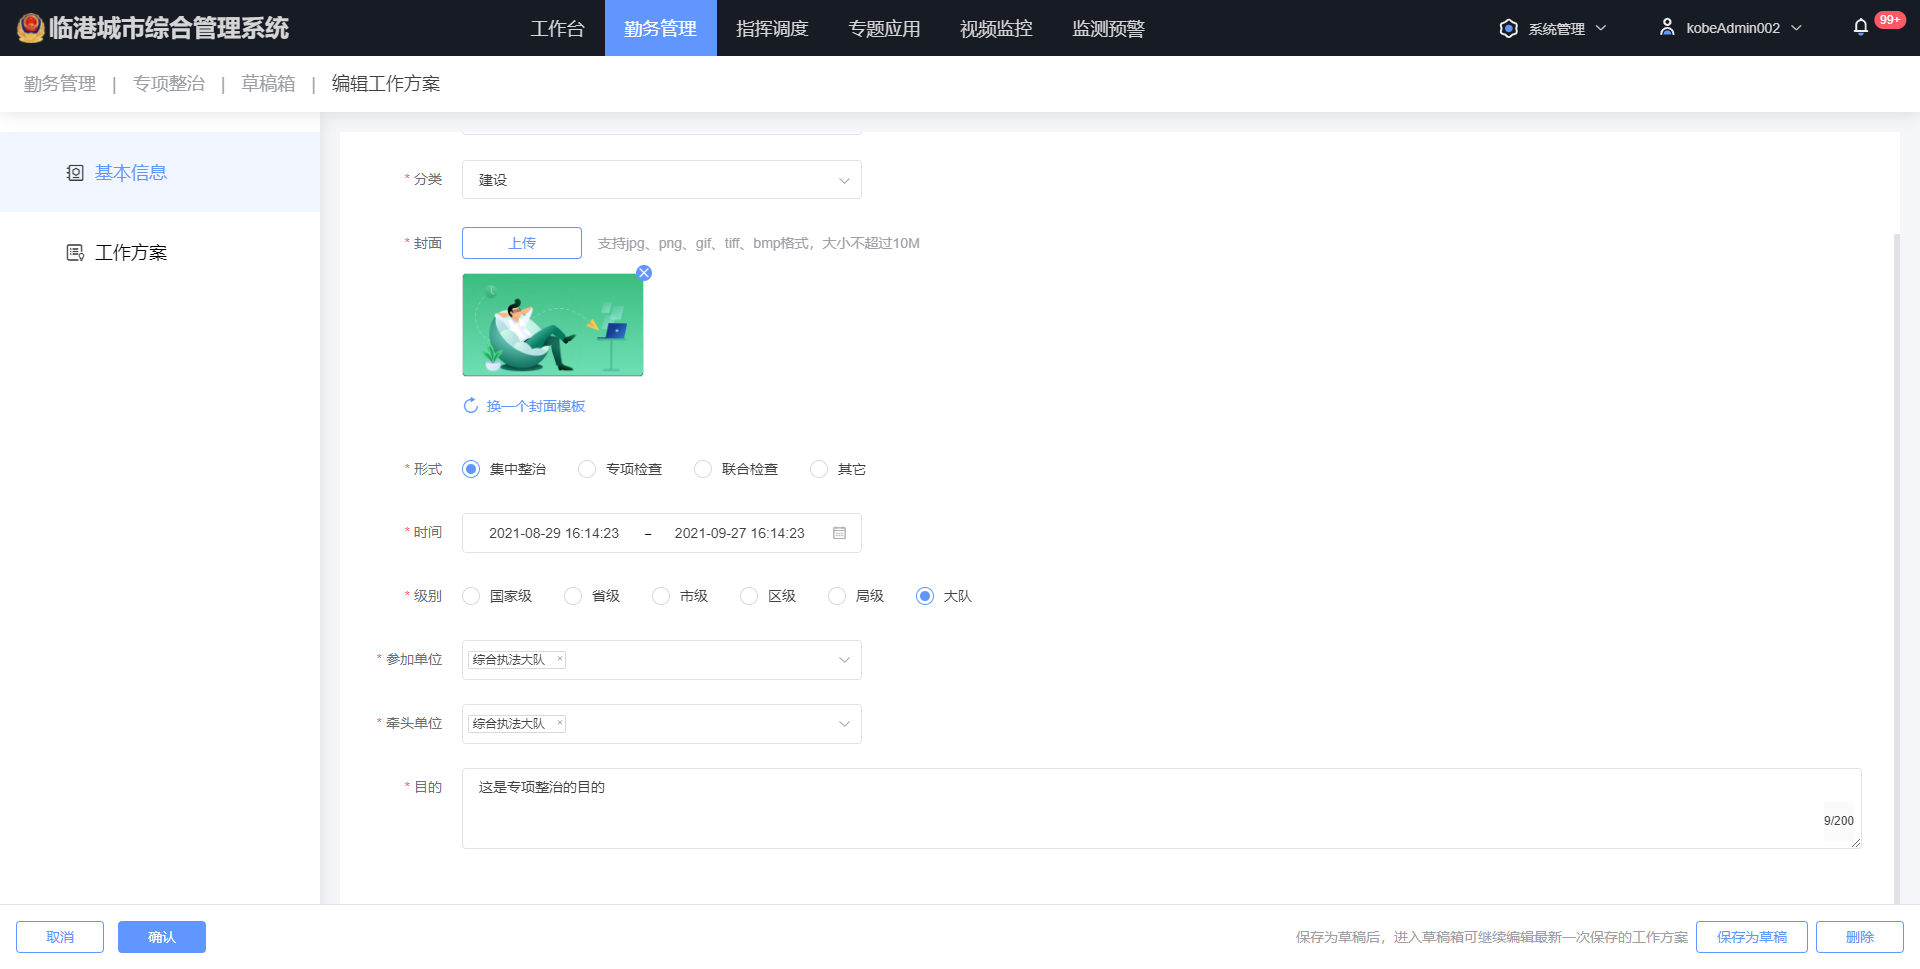 临港城市综合管理系统 工作台 勤务管理 指挥调度 专题应用 视频监控 监测预警 系统管理 kobeAdmin002 99+
勤务管理 | 专项整治 | 草稿箱 | 编辑工作方案
基本信息
工作方案
* 分类 建设
* 封面 上传 支持jpg、png、gif、tiff、bmp格式，大小不超过10M
换一个封面模板
* 形式 集中整治 专项检查 联合检查 其它
* 时间 2021-08-29 16:14:23 – 2021-09-27 16:14:23
* 级别 国家级 省级 市级 区级 局级 大队
* 参加单位 综合执法大队 ×
* 牵头单位 综合执法大队 ×
* 目的 这是专项整治的目的
9/200
取消 确认 保存为草稿后，进入草稿箱可继续编辑最新一次保存的工作方案 保存为草稿 删除